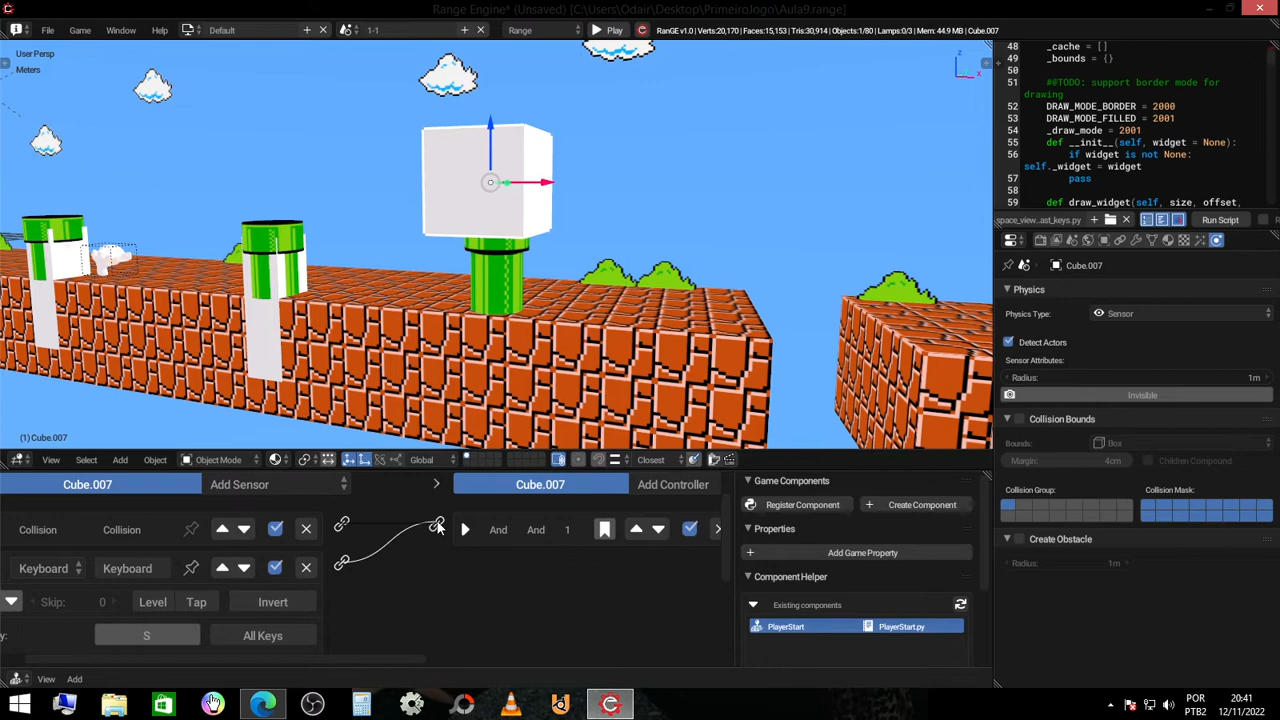 Range Engine* (Unsaved) [C:\Users\Odair\Desktop\PrimeiroJogo\Aula9.range]
File Game Window Help Default 1-1 Range Play RanGE v1.0 | Verts:20,170 | Faces:15,153 | Tris:30,914 | Objects:1/80 | Lamps:0/3 | Mem: 44.9 MB | Cube.007
User Persp
Meters
z
x
48 _cache = []
49 _bounds = {}
50
51 ##TODO: support border mode for
drawing
52 DRAW_MODE_BORDER = 2000
53 DRAW_MODE_FILLED = 2001
54 _draw_mode = 2001
55 def __init__(self, widget = None):
56 if widget is not None:
self._widget = widget
57 pass
58
59 def draw_widget(self, size, offset,
space_view_ ..ast_keys.py Run Script
Cube.007
Physics
Physics Type: Sensor
Detect Actors
Sensor Attributes:
Radius: 1m
Invisible
Collision Bounds
Bounds: Box
Margin: 4cm Children Compound
Collision Group: Collision Mask:
Create Obstacle
Radius: 1m
(1) Cube.007
View Select Add Object Object Mode Global Closest
Cube.007 Add Sensor Cube.007 Add Controller
Collision Collision And And 1
Keyboard Keyboard
Skip: 0 Level Tap Invert
y: S All Keys
Game Components
Register Component Create Component
Properties
Add Game Property
Component Helper
Existing components
PlayerStart PlayerStart.py
View Add
POR 20:41
PTB2 12/11/2022